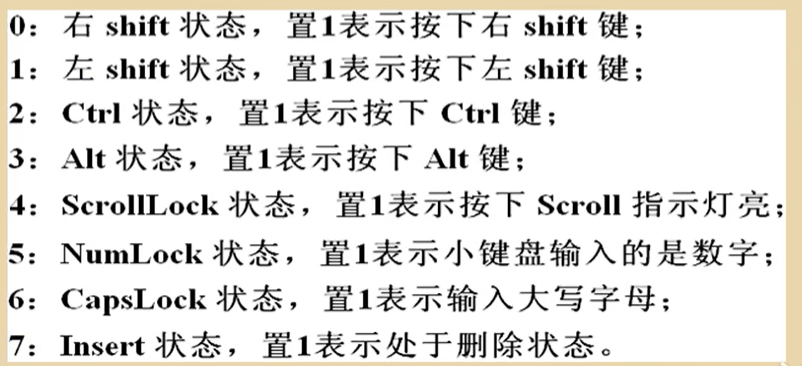 0：右 shift 状态，置1表示按下右 shift 键；
1：左 shift 状态，置1表示按下左 shift 键；
2：Ctrl 状态，置1表示按下 Ctrl 键；
3：Alt 状态，置1表示按下 Alt 键；
4：ScrollLock 状态，置1表示按下 Scroll 指示灯亮；
5：NumLock 状态，置1表示小键盘输入的是数字；
6：CapsLock 状态，置1表示输入大写字母；
7：Insert 状态，置1表示处于删除状态。